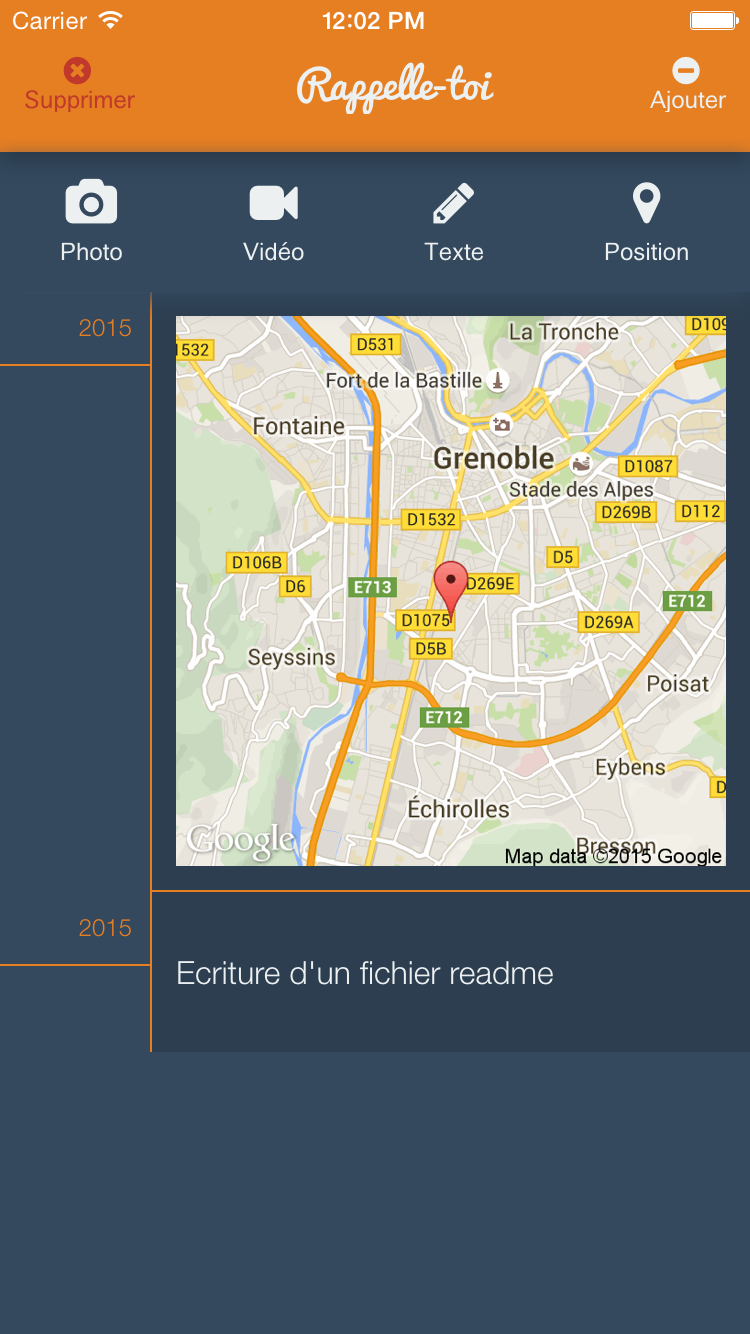 Carrier 12:02 PM
Supprimer Rappelle-toi Ajouter
Photo Vidéo Texte Position
2015
La Tronche
D109
1532
D531
Fort de la Bastille
Fontaine
Grenoble
D1087
Stade des Alpes
D1532
D269B
D112
D106B
D5
D6
E713
D269E
E712
D1075
D269A
D5B
Seyssins
Poisat
E712
Eybens
D
Échirolles
Google
Bresson
Map data ©2015 Google
2015
Ecriture d'un fichier readme